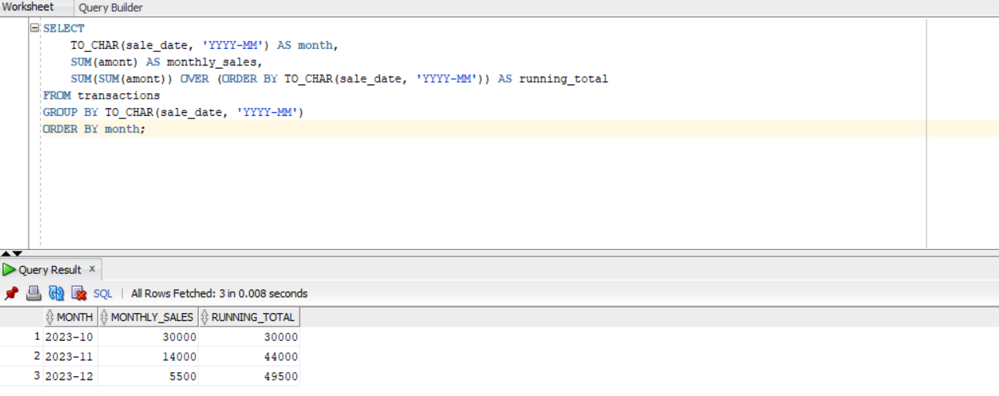 Worksheet Query Builder
SELECT
TO_CHAR(sale_date, 'YYYY-MM') AS month,
SUM(amont) AS monthly_sales,
SUM(SUM(amont)) OVER (ORDER BY TO_CHAR(sale_date, 'YYYY-MM')) AS running_total
FROM transactions
GROUP BY TO_CHAR(sale_date, 'YYYY-MM')
ORDER BY month;
Query Result x
SQL | All Rows Fetched: 3 in 0.008 seconds
MONTH MONTHLY_SALES RUNNING_TOTAL
1 2023-10 30000 30000
2 2023-11 14000 44000
3 2023-12 5500 49500